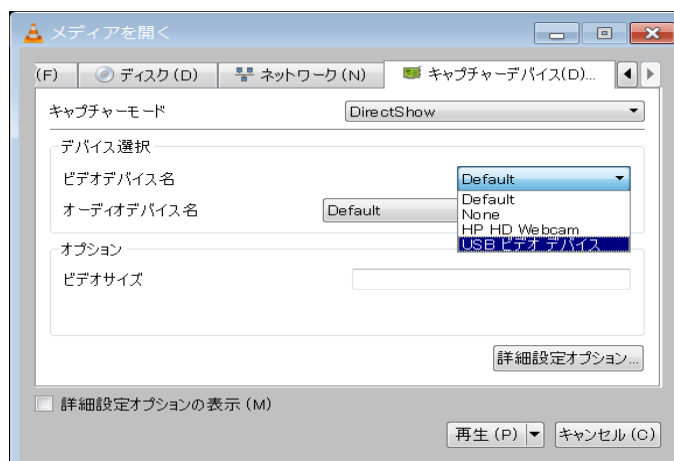 メディアを開く
(F) ディスク(D) ネットワーク(N) キャプチャーデバイス(D)...
キャプチャーモード DirectShow
デバイス選択
ビデオデバイス名 Default
Default
None
HP HD Webcam
USB ビデオ デバイス
オーディオデバイス名 Default
オプション
ビデオサイズ
詳細設定オプション...
詳細設定オプションの表示(M)
再生(P) キャンセル(C)